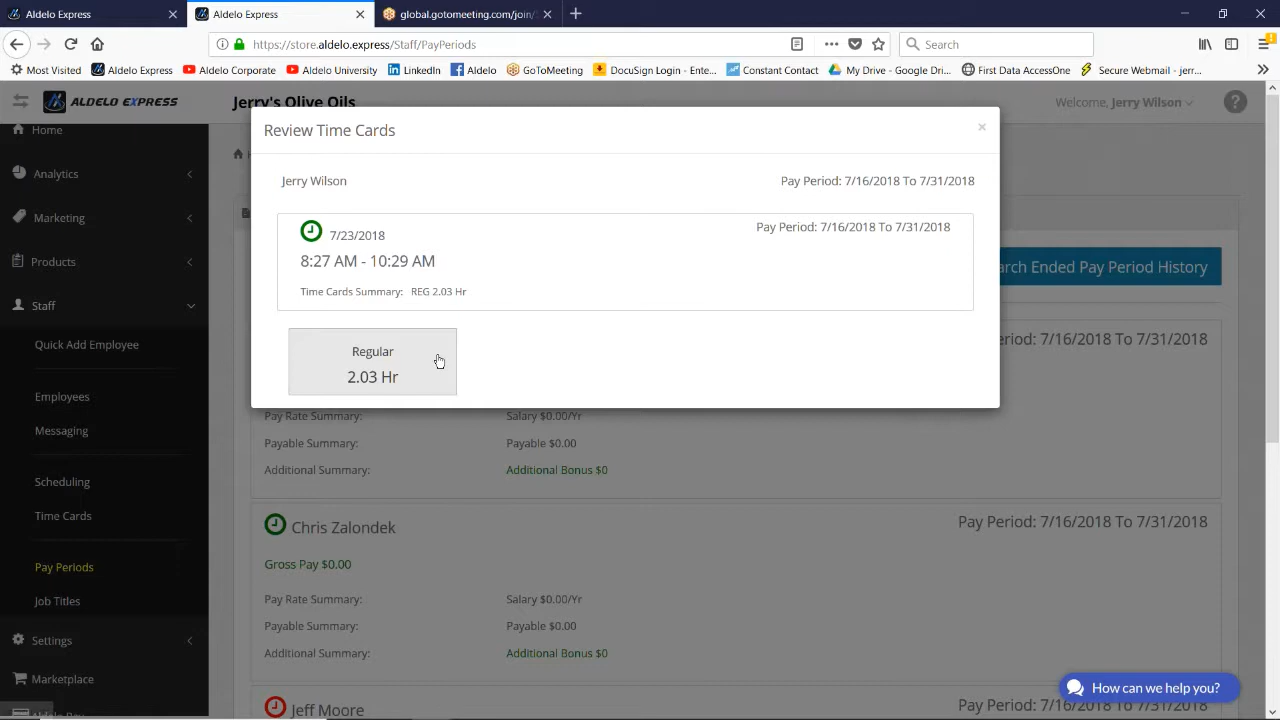 Aldelo Express
Aldelo Express
global.gotomeeting.com/join/
https://store.aldelo.express/Staff/PayPeriods
Search
Most Visited
Aldelo Express
Aldelo Corporate
Aldelo University
LinkedIn
Aldelo
GoToMeeting
DocuSign Login - Ente...
Constant Contact
My Drive - Google Dri...
First Data AccessOne
Secure Webmail - jerr...
ALDELO EXPRESS
Jerry's Olive Oils
Welcome, Jerry Wilson
Home
Analytics
Marketing
Products
Staff
Quick Add Employee
Employees
Messaging
Scheduling
Time Cards
Pay Periods
Job Titles
Settings
Marketplace
Review Time Cards
×
Jerry Wilson
Pay Period: 7/16/2018 To 7/31/2018
7/23/2018
Pay Period: 7/16/2018 To 7/31/2018
8:27 AM - 10:29 AM
Time Cards Summary: REG 2.03 Hr
Regular
2.03 Hr
Ended Pay Period History
7/16/2018 To 7/31/2018
Pay Rate Summary: Salary $0.00/Yr
Payable Summary: Payable $0.00
Additional Summary: Additional Bonus $0
Chris Zalondek
Pay Period: 7/16/2018 To 7/31/2018
Gross Pay $0.00
Pay Rate Summary: Salary $0.00/Yr
Payable Summary: Payable $0.00
Additional Summary: Additional Bonus $0
Jeff Moore
Pay Period: 7/16/2018 To 7/31/2018
How can we help you?